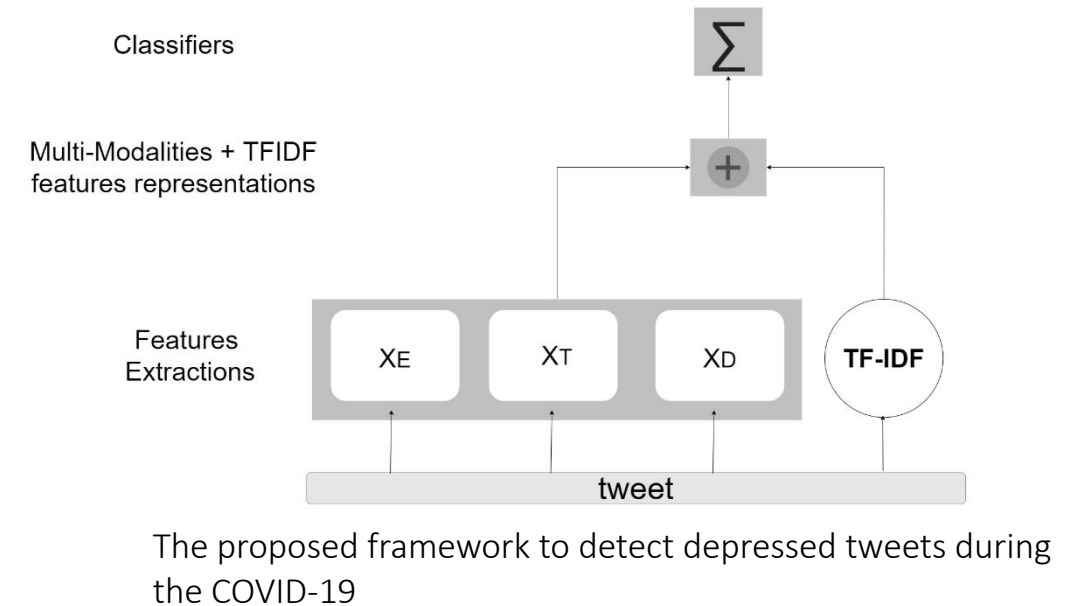 Classifiers
∑
Multi-Modalities + TFIDF
features representations
+
Features
Extractions
XE
XT
XD
TF-IDF
tweet
The proposed framework to detect depressed tweets during
the COVID-19